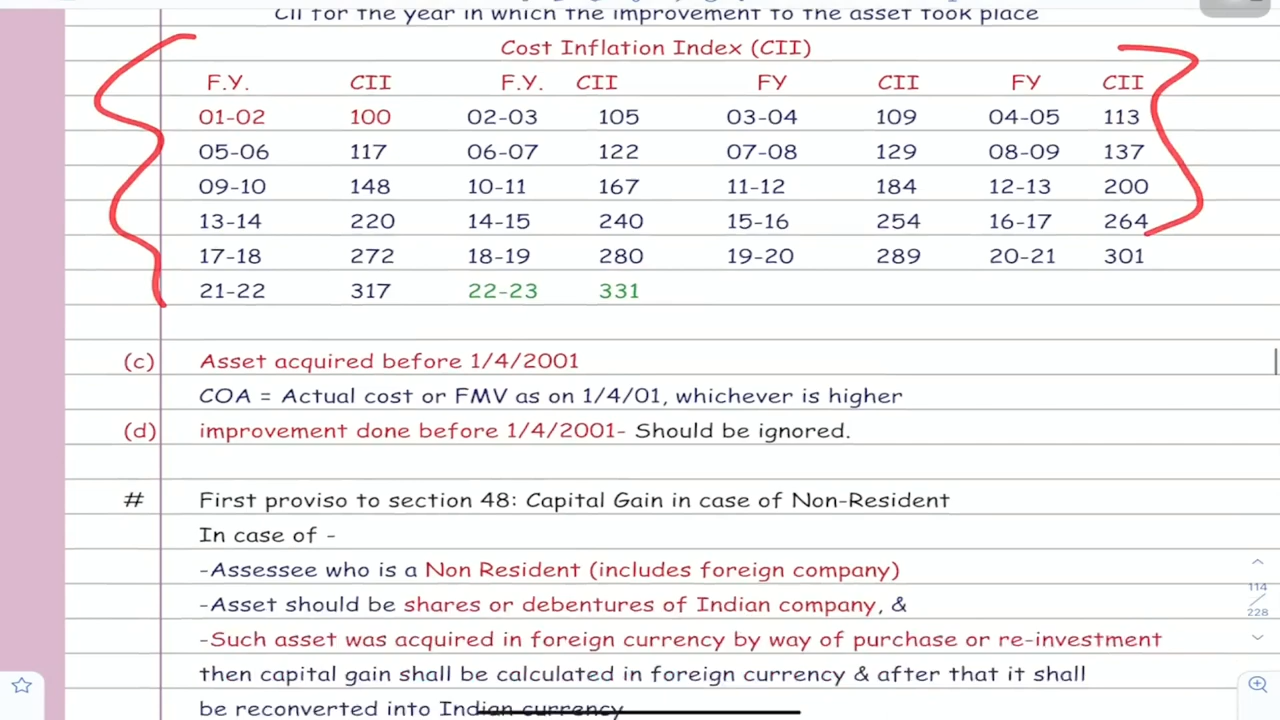 CII for the year in which the improvement to the asset took place
Cost Inflation Index (CII)
F.Y. CII F.Y. CII FY CII FY CII
01-02 100 02-03 105 03-04 109 04-05 113
05-06 117 06-07 122 07-08 129 08-09 137
09-10 148 10-11 167 11-12 184 12-13 200
13-14 220 14-15 240 15-16 254 16-17 264
17-18 272 18-19 280 19-20 289 20-21 301
21-22 317 22-23 331
(c) Asset acquired before 1/4/2001
COA = Actual cost or FMV as on 1/4/01, whichever is higher
(d) improvement done before 1/4/2001- Should be ignored.
# First proviso to section 48: Capital Gain in case of Non-Resident
In case of -
-Assessee who is a Non Resident (includes foreign company)
-Asset should be shares or debentures of Indian company, &
-Such asset was acquired in foreign currency by way of purchase or re-investment
then capital gain shall be calculated in foreign currency & after that it shall
be reconverted into Indian currency
114
228